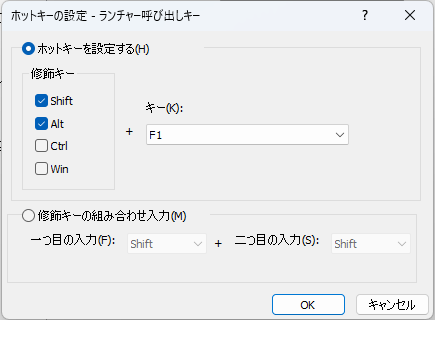 ホットキーの設定 - ランチャー呼び出しキー
ホットキーを設定する(H)
修飾キー
Shift
Alt
Ctrl
Win
+
キー(K):
F1
修飾キーの組み合わせ入力(M)
一つ目の入力(F): Shift + 二つ目の入力(S): Shift
OK キャンセル